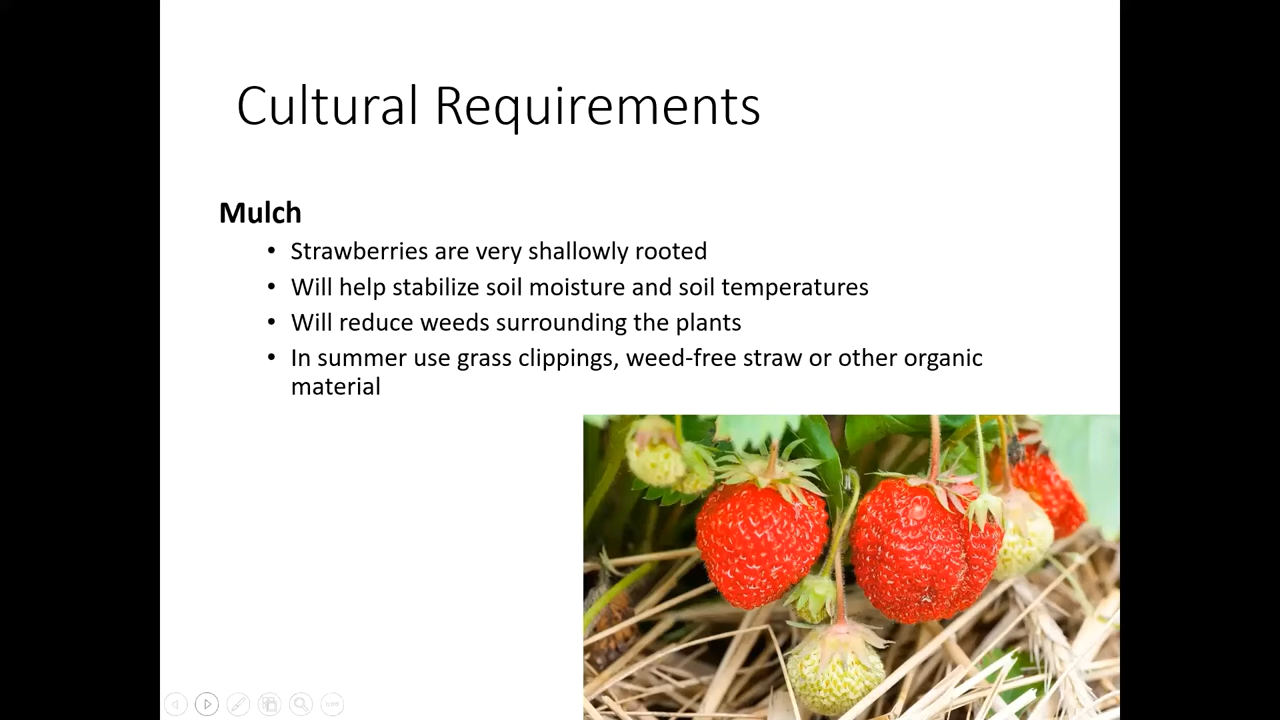 Cultural Requirements
Mulch
• Strawberries are very shallowly rooted
• Will help stabilize soil moisture and soil temperatures
• Will reduce weeds surrounding the plants
• In summer use grass clippings, weed-free straw or other organic
material